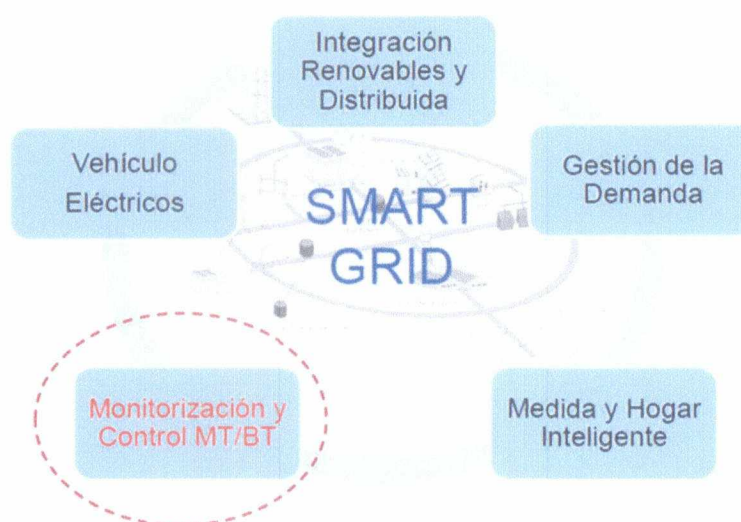 Integración
Renovables y
Distribuida
Vehículo
Eléctricos
Gestión de la
Demanda
SMART
GRID
Monitorización y
Control MT/BT
Medida y Hogar
Inteligente